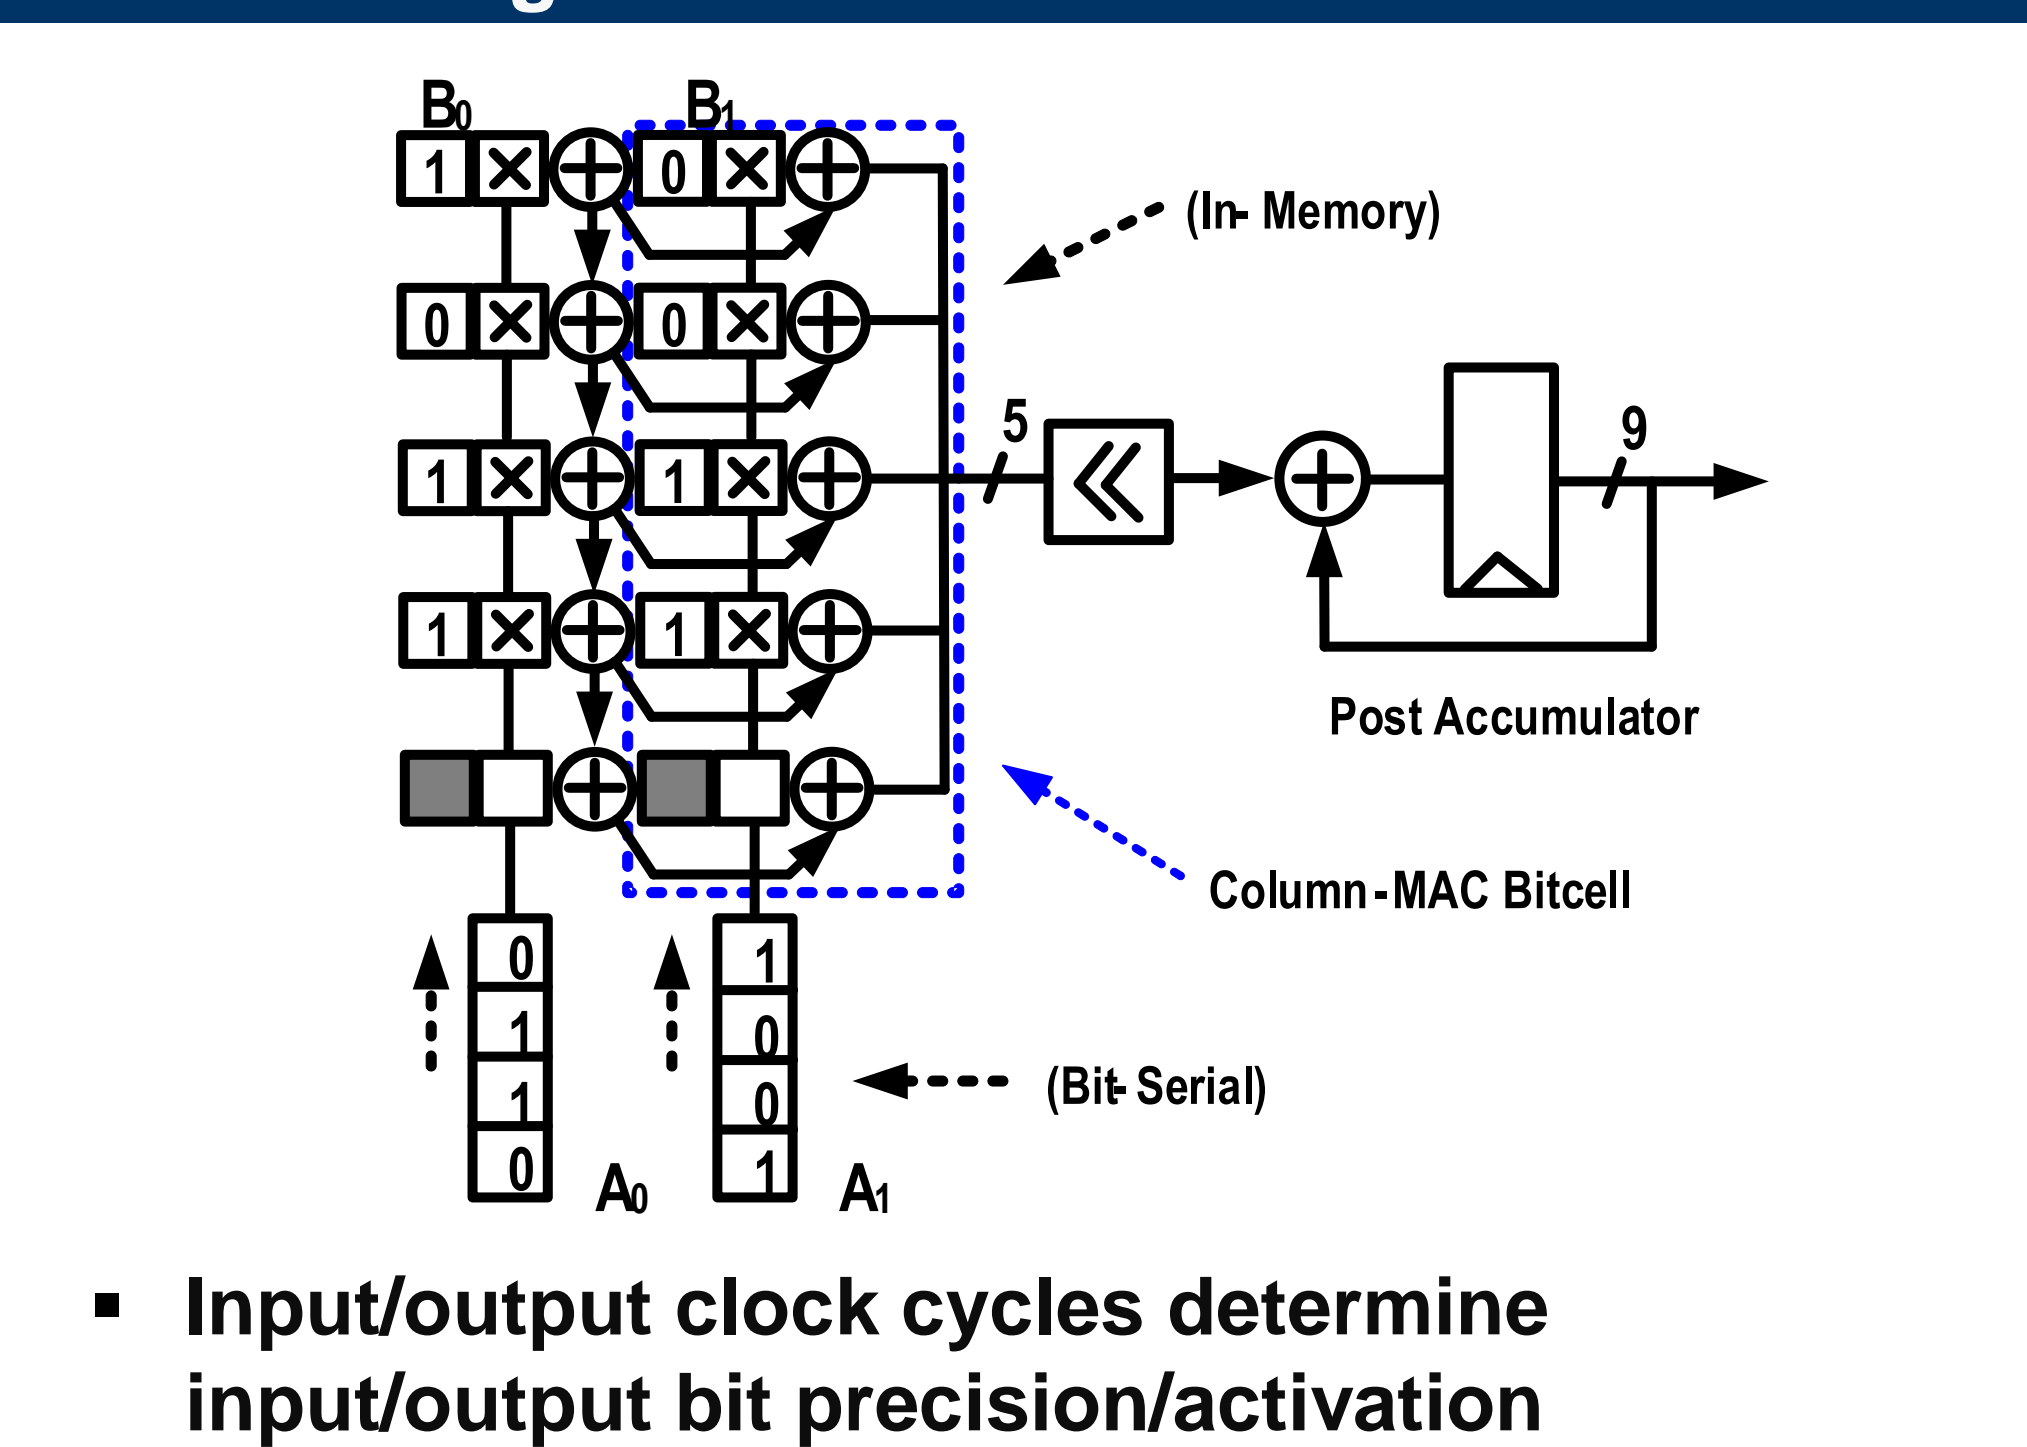 B0 B1
1 0
0 0
1 1
1 1
(In- Memory)
5
9
Post Accumulator
Column-MAC Bitcell
0 1
1 0
1 0
0 1
(Bit- Serial)
A0 A1
▪ Input/output clock cycles determine
input/output bit precision/activation